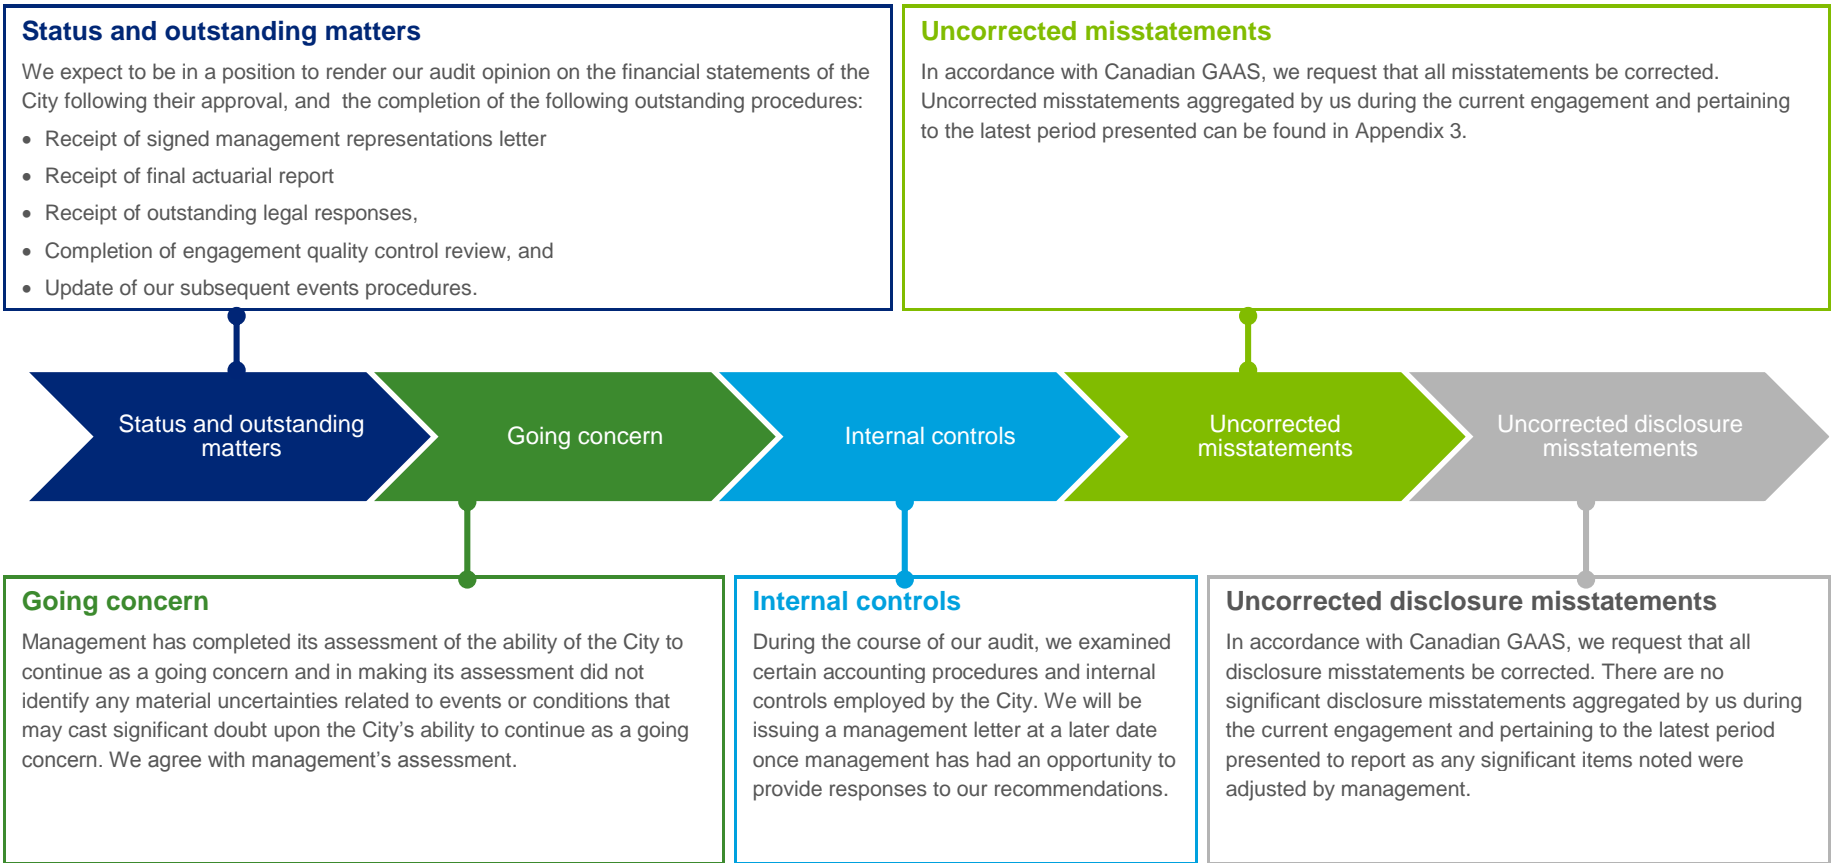 Status and outstanding matters
We expect to be in a position to render our audit opinion on the financial statements of the
City following their approval, and  the completion of the following outstanding procedures:
• Receipt of signed management representations letter
• Receipt of final actuarial report
• Receipt of outstanding legal responses,
• Completion of engagement quality control review, and
• Update of our subsequent events procedures.
Uncorrected misstatements
In accordance with Canadian GAAS, we request that all misstatements be corrected.
Uncorrected misstatements aggregated by us during the current engagement and pertaining
to the latest period presented can be found in Appendix 3.
Status and outstanding
matters
Going concern
Internal controls
Uncorrected
misstatements
Uncorrected disclosure
misstatements
Going concern
Management has completed its assessment of the ability of the City to
continue as a going concern and in making its assessment did not
identify any material uncertainties related to events or conditions that
may cast significant doubt upon the City’s ability to continue as a going
concern. We agree with management’s assessment.
Internal controls
During the course of our audit, we examined
certain accounting procedures and internal
controls employed by the City. We will be
issuing a management letter at a later date
once management has had an opportunity to
provide responses to our recommendations.
Uncorrected disclosure misstatements
In accordance with Canadian GAAS, we request that all
disclosure misstatements be corrected. There are no
significant disclosure misstatements aggregated by us during
the current engagement and pertaining to the latest period
presented to report as any significant items noted were
adjusted by management.